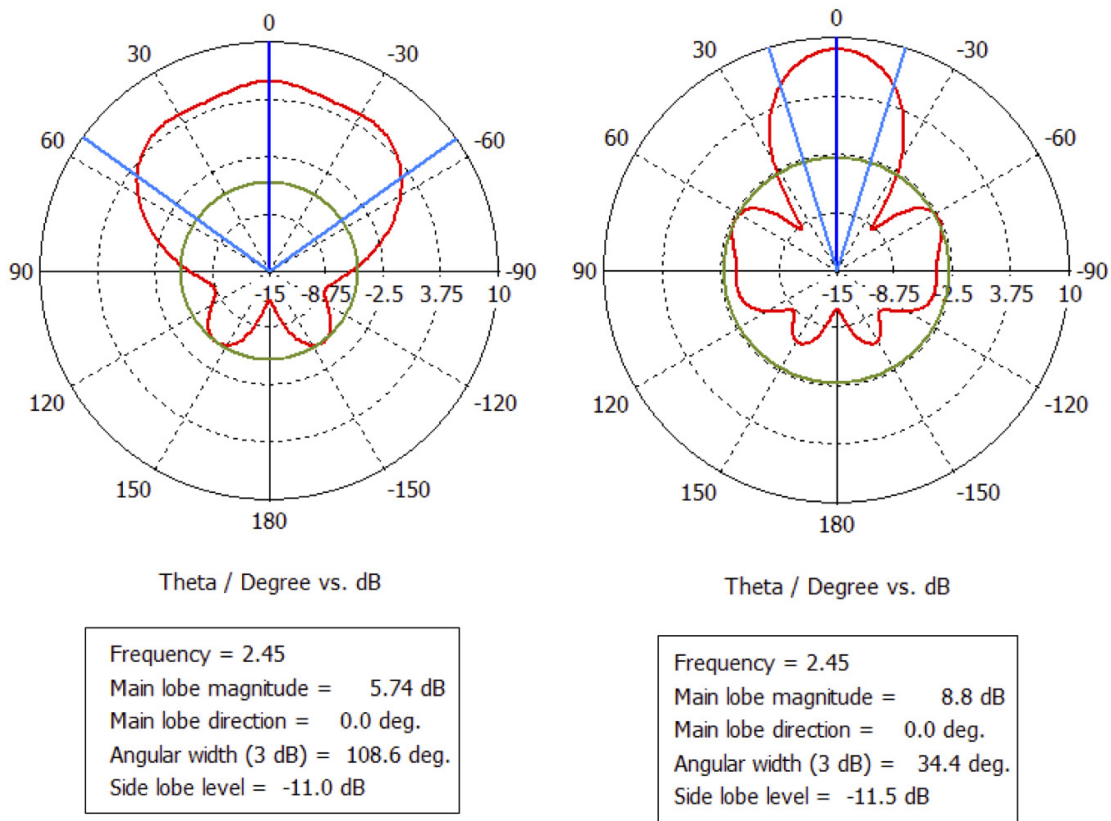 0
30
-30
60
-60
90
-15 -8.75 -2.5 3.75 10
-90
120
-120
150
-150
180
Theta / Degree vs. dB
Frequency = 2.45
Main lobe magnitude = 5.74 dB
Main lobe direction = 0.0 deg.
Angular width (3 dB) = 108.6 deg.
Side lobe level = -11.0 dB
0
30
-30
60
-60
90
-15 -8.75 -2.5 3.75 10
-90
120
-120
150
-150
180
Theta / Degree vs. dB
Frequency = 2.45
Main lobe magnitude = 8.8 dB
Main lobe direction = 0.0 deg.
Angular width (3 dB) = 34.4 deg.
Side lobe level = -11.5 dB